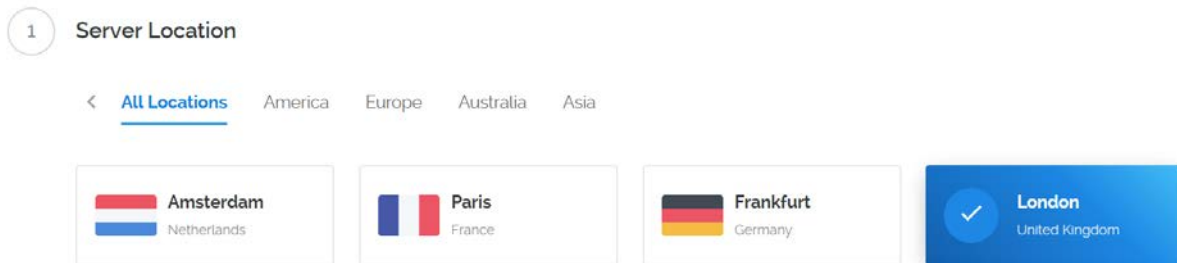 1 Server Location
< All Locations America Europe Australia Asia
Amsterdam
Netherlands
Paris
France
Frankfurt
Germany
London
United Kingdom